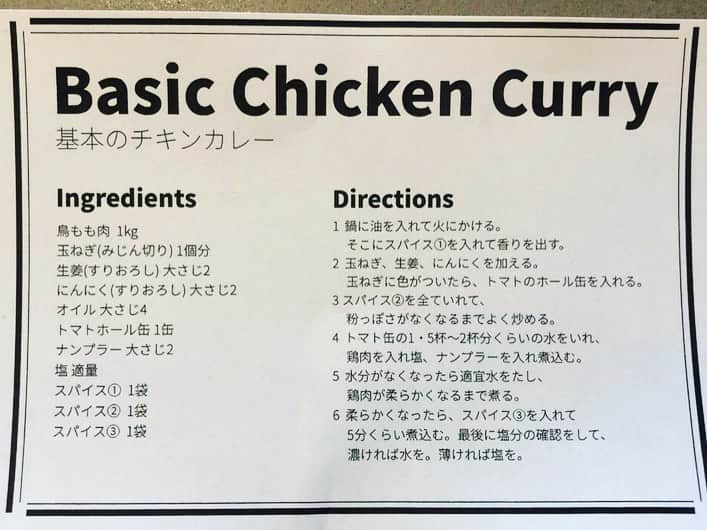 Basic Chicken Curry
基本のチキンカレー
Ingredients
鳥もも肉 1kg
玉ねぎ(みじん切り) 1個分
生姜(すりおろし) 大さじ2
にんにく(すりおろし) 大さじ2
オイル 大さじ4
トマトホール缶 1缶
ナンプラー 大さじ2
塩 適量
スパイス① 1袋
スパイス② 1袋
スパイス③ 1袋
Directions
1 鍋に油を入れて火にかける。
そこにスパイス①を入れて香りを出す。
2 玉ねぎ、生姜、にんにくを加える。
玉ねぎに色がついたら、トマトのホール缶を入れる。
3 スパイス②を全ていれて、
粉っぽさがなくなるまでよく炒める。
4 トマト缶の1・5杯〜2杯分くらいの水をいれ、
鶏肉を入れ塩、ナンプラーを入れ煮込む。
5 水分がなくなったら適宜水をたし、
鶏肉が柔らかくなるまで煮る。
6 柔らかくなったら、スパイス③を入れて
5分くらい煮込む。最後に塩分の確認をして、
濃ければ水を。薄ければ塩を。